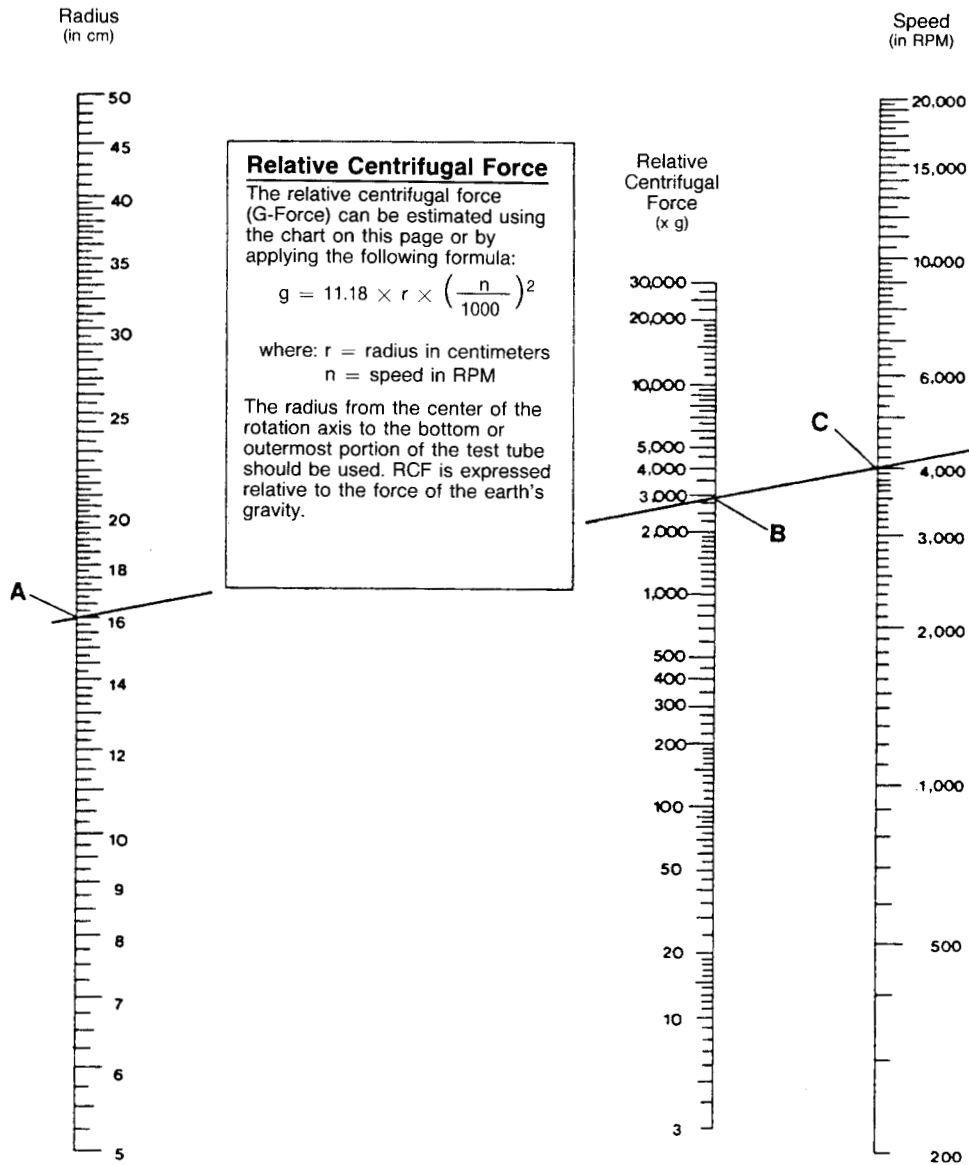 Radius
(in cm)
50
45
40
35
30
25
20
18
16
14
12
10
9
8
7
6
5
A
Relative Centrifugal Force
The relative centrifugal force
(G-Force) can be estimated using
the chart on this page or by
applying the following formula:
g = 11.18 × r × (n/1000)²
where: r = radius in centimeters
n = speed in RPM
The radius from the center of the
rotation axis to the bottom or
outermost portion of the test tube
should be used. RCF is expressed
relative to the force of the earth's
gravity.
Relative
Centrifugal
Force
(x g)
30,000
20,000
10,000
5,000
4,000
3,000
2,000
1,000
500
400
300
200
100
50
20
10
3
B
Speed
(in RPM)
20,000
15,000
10,000
6,000
4,000
3,000
2,000
1,000
500
200
C